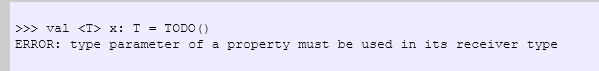 >>> val <T> x: T = TODO()
ERROR: type parameter of a property must be used in its receiver type